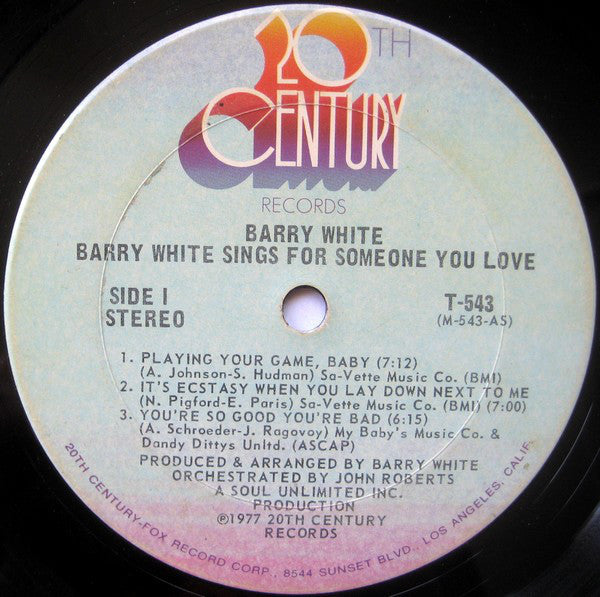 20TH
CENTURY
RECORDS
BARRY WHITE
BARRY WHITE SINGS FOR SOMEONE YOU LOVE
SIDE 1
STEREO
T-543
(M-543-AS)
1. PLAYING YOUR GAME, BABY (7:12)
(A. Johnson-S. Hudman) Sa-Vette Music Co. (BMI)
2. IT'S ECSTASY WHEN YOU LAY DOWN NEXT TO ME
(N. Pigford-E. Paris) Sa-Vette Music Co. (BMI) (7:00)
3. YOU'RE SO GOOD YOU'RE BAD (6:15)
(A. Schroeder-J. Ragavoy) My Baby's Music Co. &
Dandy Dittys Unltd. (ASCAP)
PRODUCED & ARRANGED BY BARRY WHITE
ORCHESTRATED BY JOHN ROBERTS
A SOUL UNLIMITED INC.
PRODUCTION
℗1977 20TH CENTURY
RECORDS
20TH CENTURY-FOX RECORD CORP., 8544 SUNSET BLVD., LOS ANGELES, CALIF.